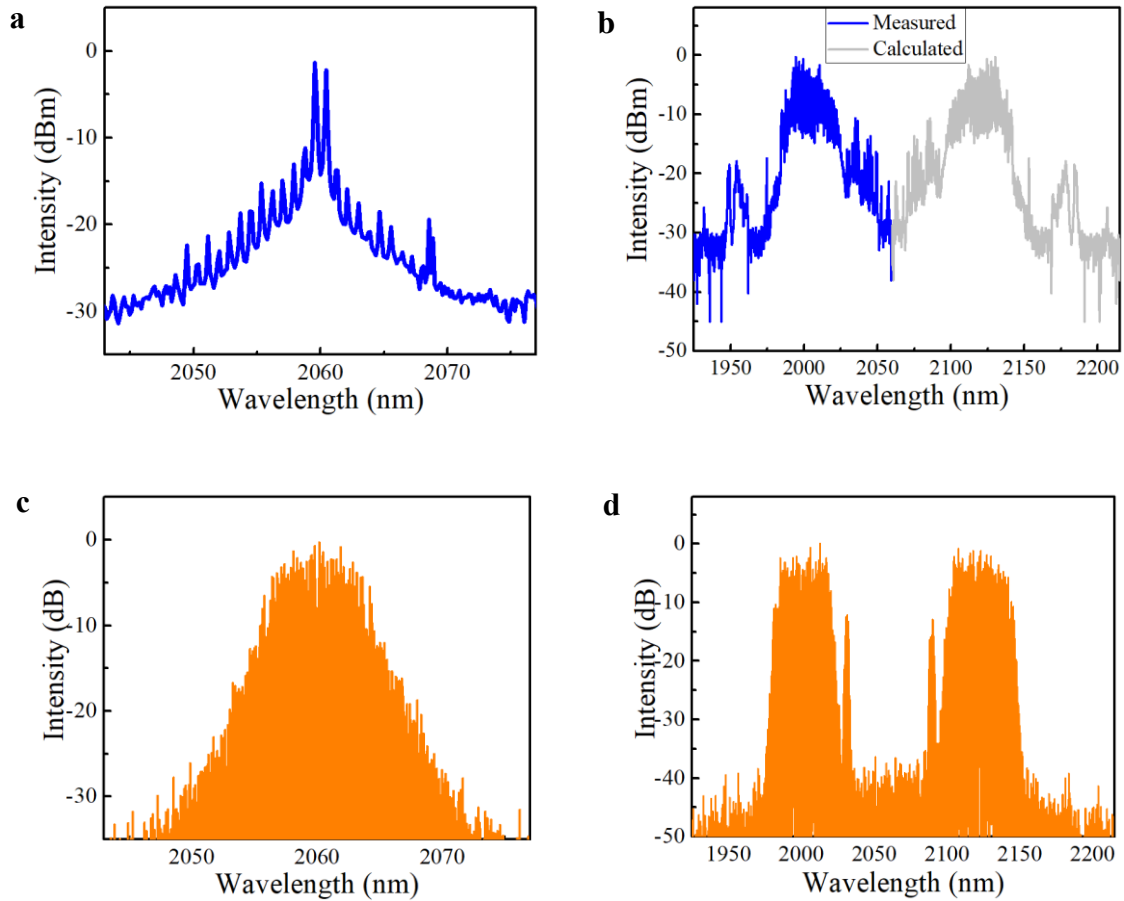 a
0
-10
-20
-30
Intensity (dBm)
2050 2060 2070
Wavelength (nm)
b
Measured
Calculated
0
-10
-20
-30
-40
-50
Intensity (dBm)
1950 2000 2050 2100 2150 2200
Wavelength (nm)
c
0
-10
-20
-30
Intensity (dB)
2050 2060 2070
Wavelength (nm)
d
0
-10
-20
-30
-40
-50
Intensity (dB)
1950 2000 2050 2100 2150 2200
Wavelength (nm)